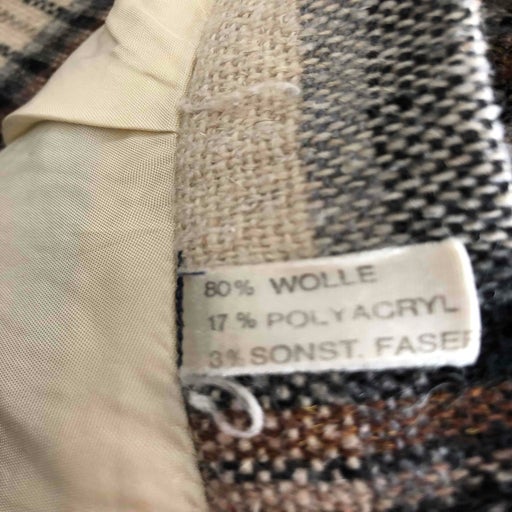 80% WOLLE
17% POLYACRYL
3% SONST. FASER